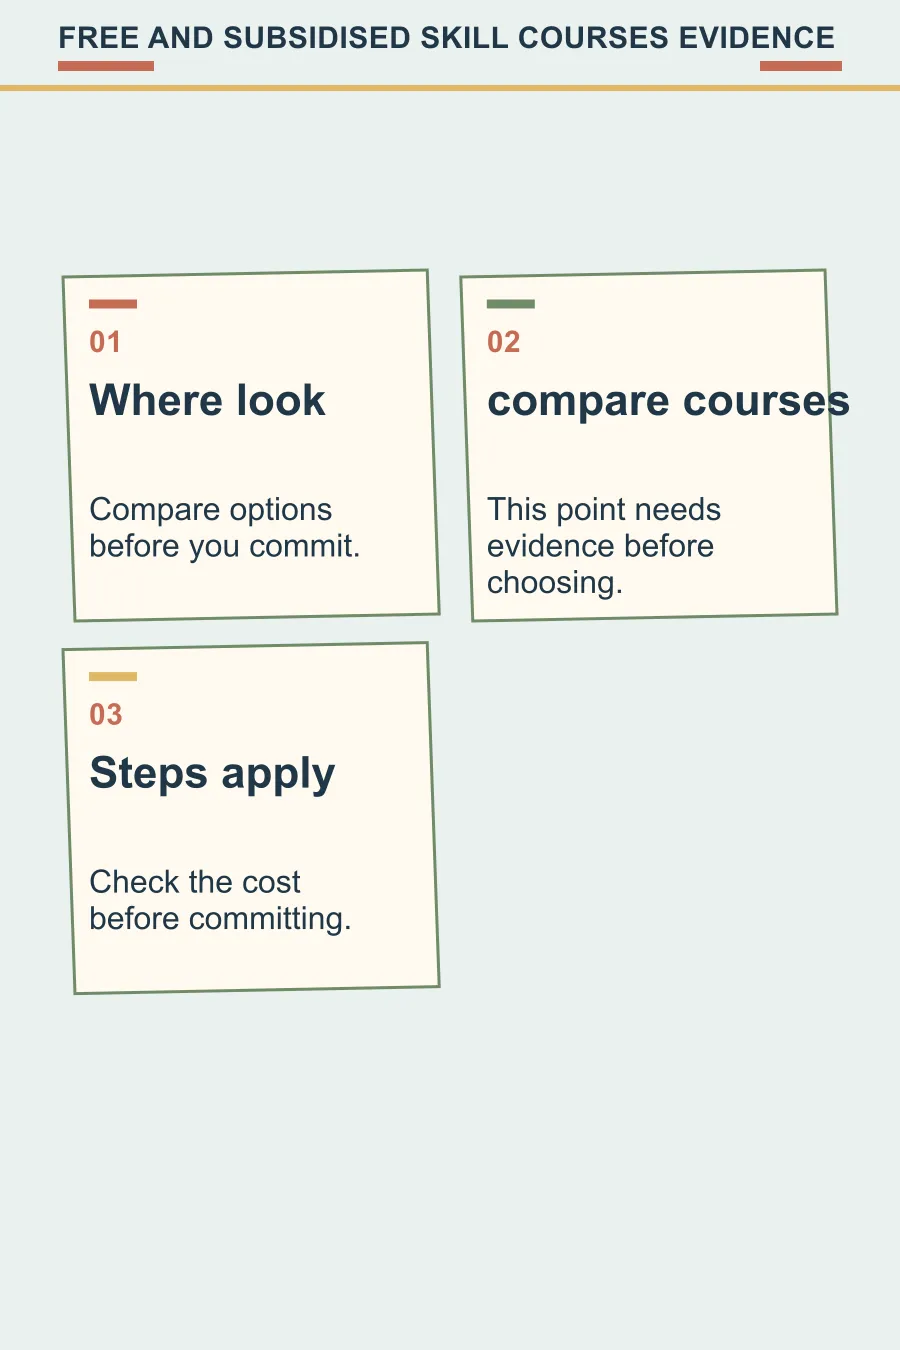 FREE AND SUBSIDISED SKILL COURSES EVIDENCE
01
Where look
Compare options
before you commit.
02
compare courses
This point needs
evidence before
choosing.
03
Steps apply
Check the cost
before committing.